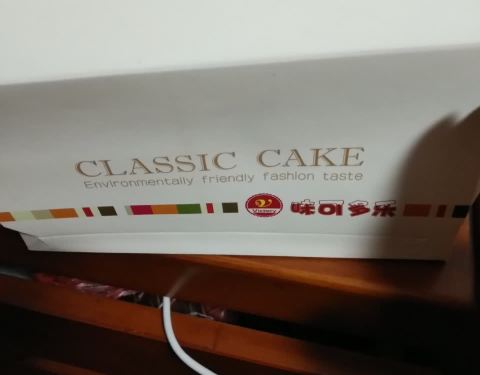 CLASSIC CAKE
Environmentally friendly fashion taste
味可多乐